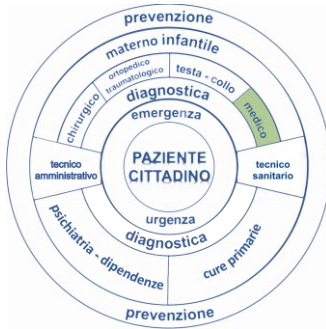 prevenzione
materno infantile
ortopedico
traumatologico
testa - collo
chirurgico
diagnostica
medico
emergenza
tecnico
amministrativo
PAZIENTE
CITTADINO
tecnico
sanitario
urgenza
diagnostica
psichiatria - dipendenze
cure primarie
prevenzione